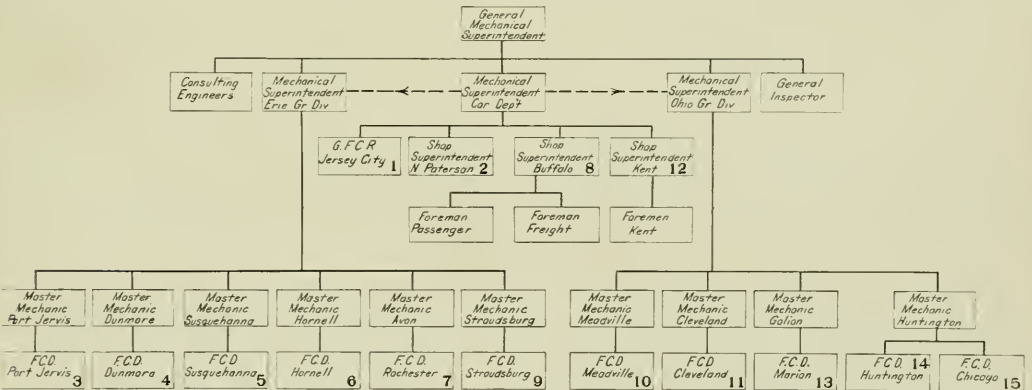 General
Mechanical
Superintendent
Consulting
Engineers
Mechanical
Superintendent
Erie Gr Div
Mechanical
Superintendent
Car Dept
Mechanical
Superintendent
Ohio Gr Div
General
Inspector
G.F.C.R
Jersey City 1
Shop
Superintendent
N Paterson 2
Shop
Superintendent
Buffalo 8
Shop
Superintendent
Kent 12
Foreman
Passenger
Foreman
Freight
Foremen
Kent
Master
Mechanic
Port Jervis
Master
Mechanic
Dunmore
Master
Mechanic
Susquehanna
Master
Mechanic
Hornell
Master
Mechanic
Avon
Master
Mechanic
Stroudsburg
Master
Mechanic
Meadville
Master
Mechanic
Cleveland
Master
Mechanic
Galion
Master
Mechanic
Huntington
F.C.D.
Port Jervis 3
F.C.D.
Dunmore 4
F.C.D
Susquehanna 5
F.C.D.
Hornell 6
F.C.D.
Rochester 7
F.C.D.
Stroudsburg 9
F.C.D.
Meadville 10
F.C.D
Cleveland 11
F.C.D.
Marion 13
F.C.D. 14
Huntington
F.C.D.
Chicago 15